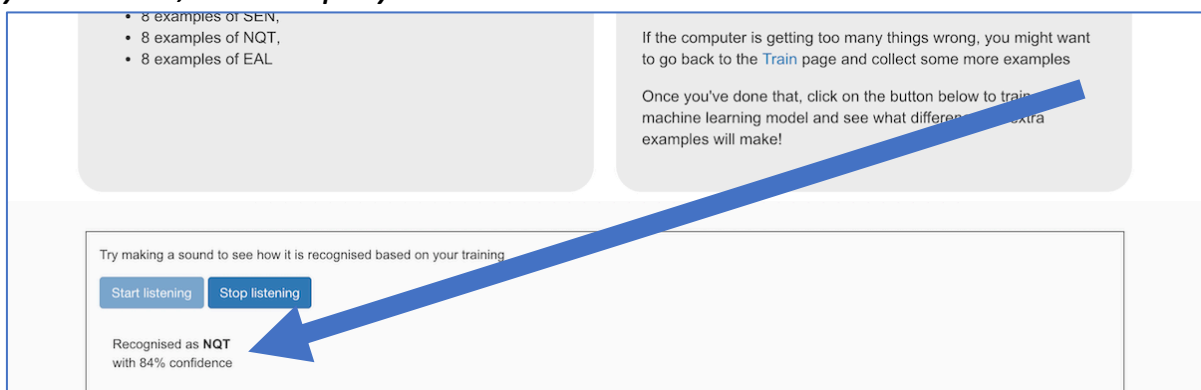 • 8 examples of SEN,
• 8 examples of NQT,
• 8 examples of EAL
If the computer is getting too many things wrong, you might want
to go back to the Train page and collect some more examples
Once you've done that, click on the button below to train
machine learning model and see what extra
examples will make!
Try making a sound to see how it is recognised based on your training
Start listening Stop listening
Recognised as NQT
with 84% confidence